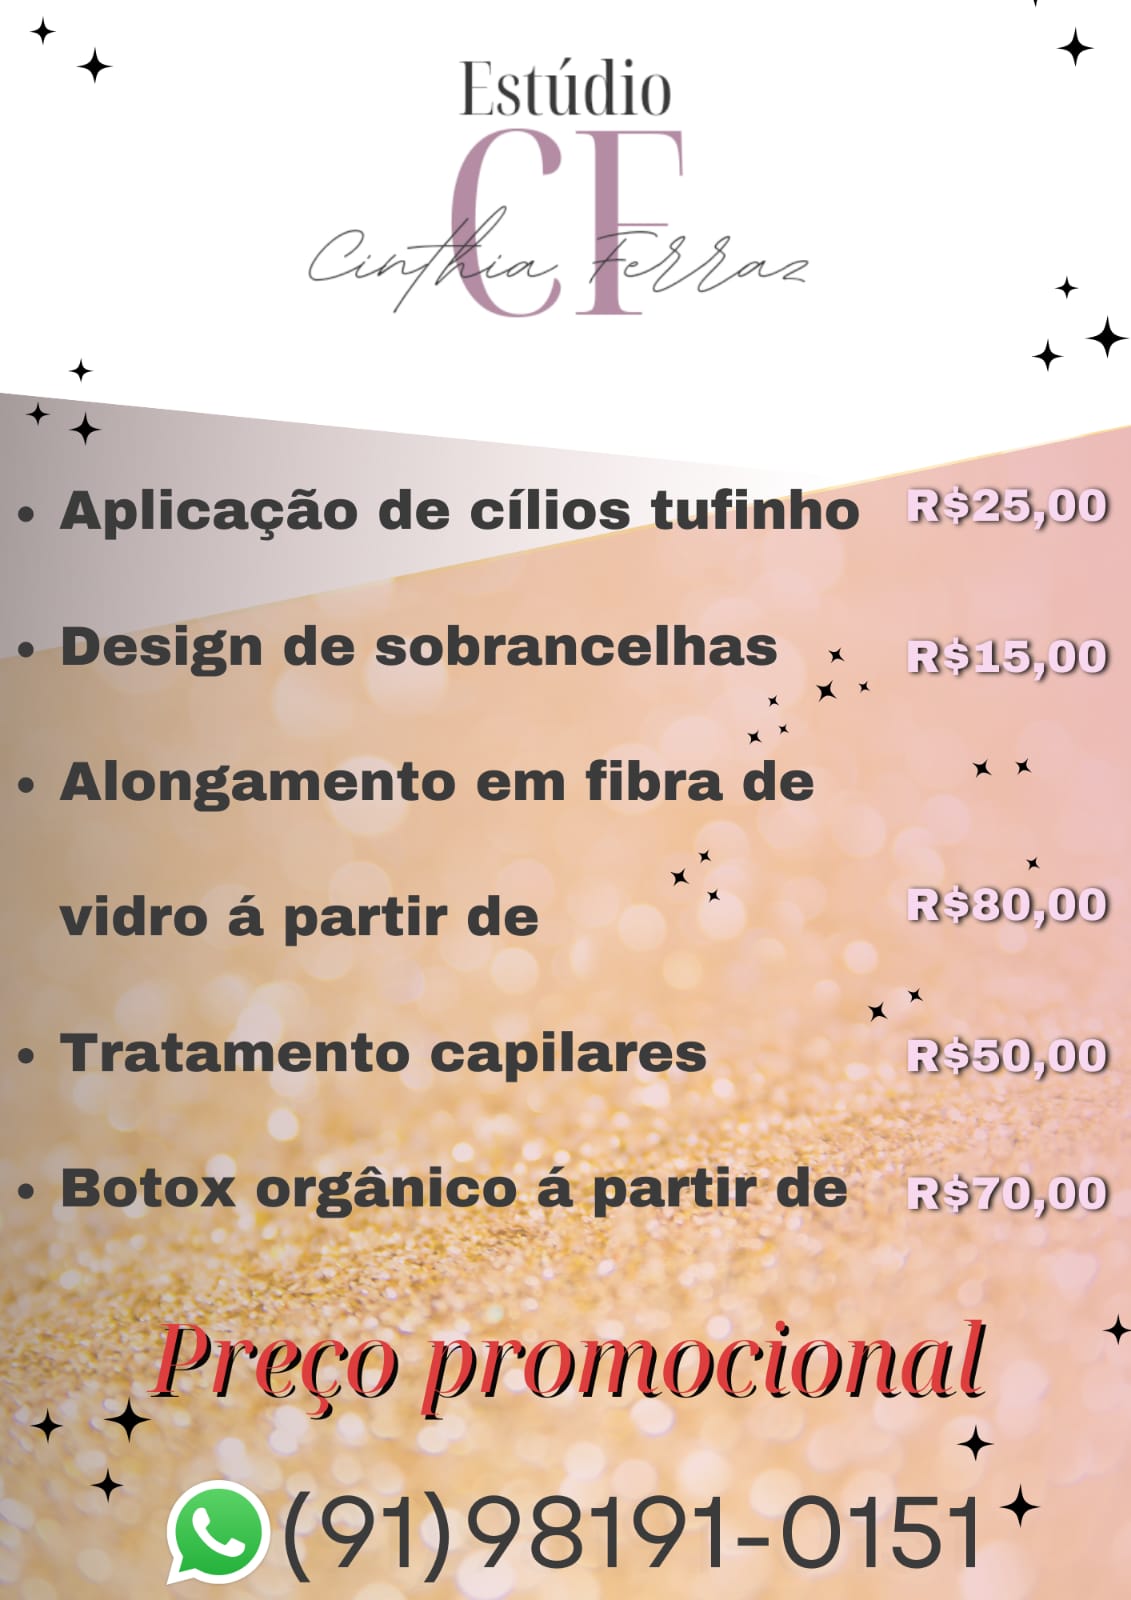 Estúdio
CF
Cinthia Ferraz
• Aplicação de cílios tufinho R$25,00
• Design de sobrancelhas R$15,00
• Alongamento em fibra de
vidro á partir de R$80,00
• Tratamento capilares R$50,00
• Botox orgânico á partir de R$70,00
Preço promocional
(91)98191-0151